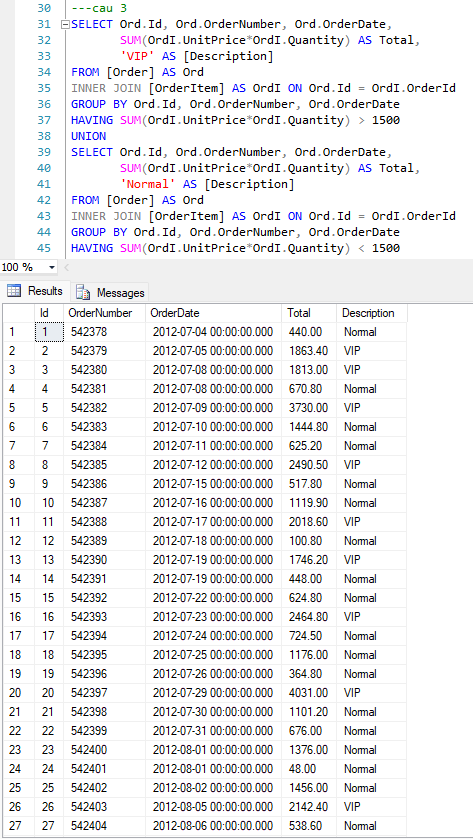 30 ---cau 3
31 SELECT Ord.Id, Ord.OrderNumber, Ord.OrderDate,
32 SUM(OrdI.UnitPrice*OrdI.Quantity) AS Total,
33 'VIP' AS [Description]
34 FROM [Order] AS Ord
35 INNER JOIN [OrderItem] AS OrdI ON Ord.Id = OrdI.OrderId
36 GROUP BY Ord.Id, Ord.OrderNumber, Ord.OrderDate
37 HAVING SUM(OrdI.UnitPrice*OrdI.Quantity) > 1500
38 UNION
39 SELECT Ord.Id, Ord.OrderNumber, Ord.OrderDate,
40 SUM(OrdI.UnitPrice*OrdI.Quantity) AS Total,
41 'Normal' AS [Description]
42 FROM [Order] AS Ord
43 INNER JOIN [OrderItem] AS OrdI ON Ord.Id = OrdI.OrderId
44 GROUP BY Ord.Id, Ord.OrderNumber, Ord.OrderDate
45 HAVING SUM(OrdI.UnitPrice*OrdI.Quantity) < 1500
100 %
Results Messages
Id OrderNumber OrderDate Total Description
1 1 542378 2012-07-04 00:00:00.000 440.00 Normal
2 2 542379 2012-07-05 00:00:00.000 1863.40 VIP
3 3 542380 2012-07-08 00:00:00.000 1813.00 VIP
4 4 542381 2012-07-08 00:00:00.000 670.80 Normal
5 5 542382 2012-07-09 00:00:00.000 3730.00 VIP
6 6 542383 2012-07-10 00:00:00.000 1444.80 Normal
7 7 542384 2012-07-11 00:00:00.000 625.20 Normal
8 8 542385 2012-07-12 00:00:00.000 2490.50 VIP
9 9 542386 2012-07-15 00:00:00.000 517.80 Normal
10 10 542387 2012-07-16 00:00:00.000 1119.90 Normal
11 11 542388 2012-07-17 00:00:00.000 2018.60 VIP
12 12 542389 2012-07-18 00:00:00.000 100.80 Normal
13 13 542390 2012-07-19 00:00:00.000 1746.20 VIP
14 14 542391 2012-07-19 00:00:00.000 448.00 Normal
15 15 542392 2012-07-22 00:00:00.000 624.80 Normal
16 16 542393 2012-07-23 00:00:00.000 2464.80 VIP
17 17 542394 2012-07-24 00:00:00.000 724.50 Normal
18 18 542395 2012-07-25 00:00:00.000 1176.00 Normal
19 19 542396 2012-07-26 00:00:00.000 364.80 Normal
20 20 542397 2012-07-29 00:00:00.000 4031.00 VIP
21 21 542398 2012-07-30 00:00:00.000 1101.20 Normal
22 22 542399 2012-07-31 00:00:00.000 676.00 Normal
23 23 542400 2012-08-01 00:00:00.000 1376.00 Normal
24 24 542401 2012-08-01 00:00:00.000 48.00 Normal
25 25 542402 2012-08-02 00:00:00.000 1456.00 Normal
26 26 542403 2012-08-05 00:00:00.000 2142.40 VIP
27 27 542404 2012-08-06 00:00:00.000 538.60 Normal